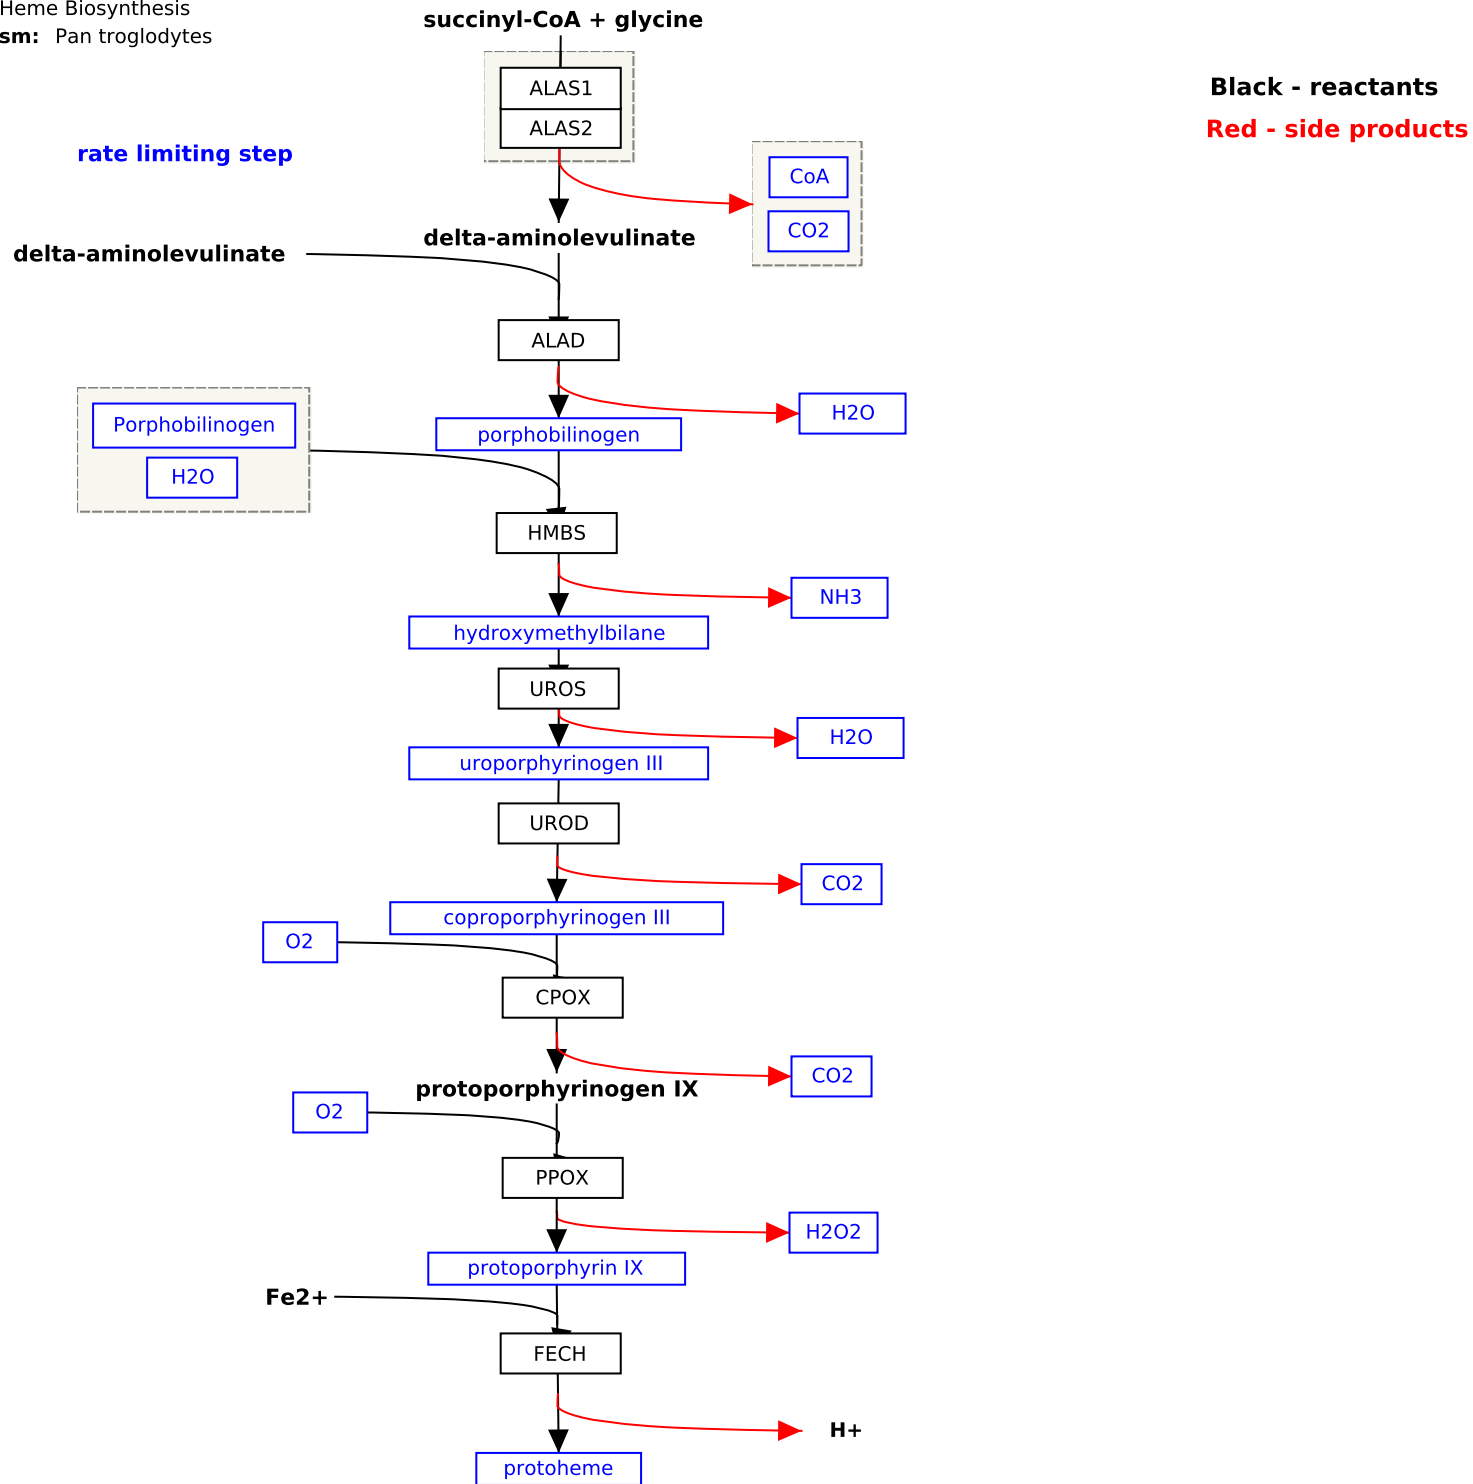 Heme Biosynthesis
sm: Pan troglodytes
succinyl-CoA + glycine
ALAS1
ALAS2
Black - reactants
Red - side products
rate limiting step
CoA
CO2
delta-aminolevulinate
delta-aminolevulinate
ALAD
H2O
Porphobilinogen
porphobilinogen
H2O
HMBS
NH3
hydroxymethylbilane
UROS
H2O
uroporphyrinogen III
UROD
CO2
coproporphyrinogen III
O2
CPOX
CO2
protoporphyrinogen IX
O2
PPOX
H2O2
protoporphyrin IX
Fe2+
FECH
H+
protoheme